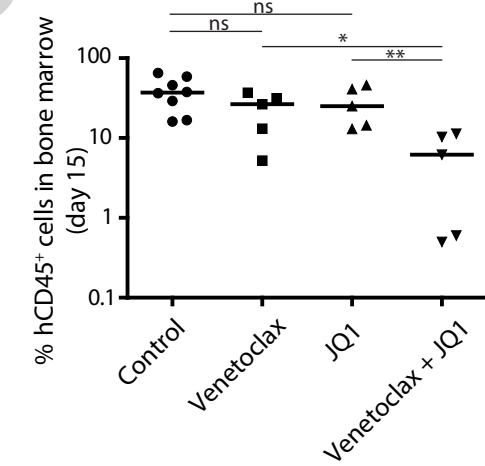 ns
ns
*
**
% hCD45⁺ cells in bone marrow
(day 15)
100
10
1
0.1
Control
Venetoclax
JQ1
Venetoclax + JQ1